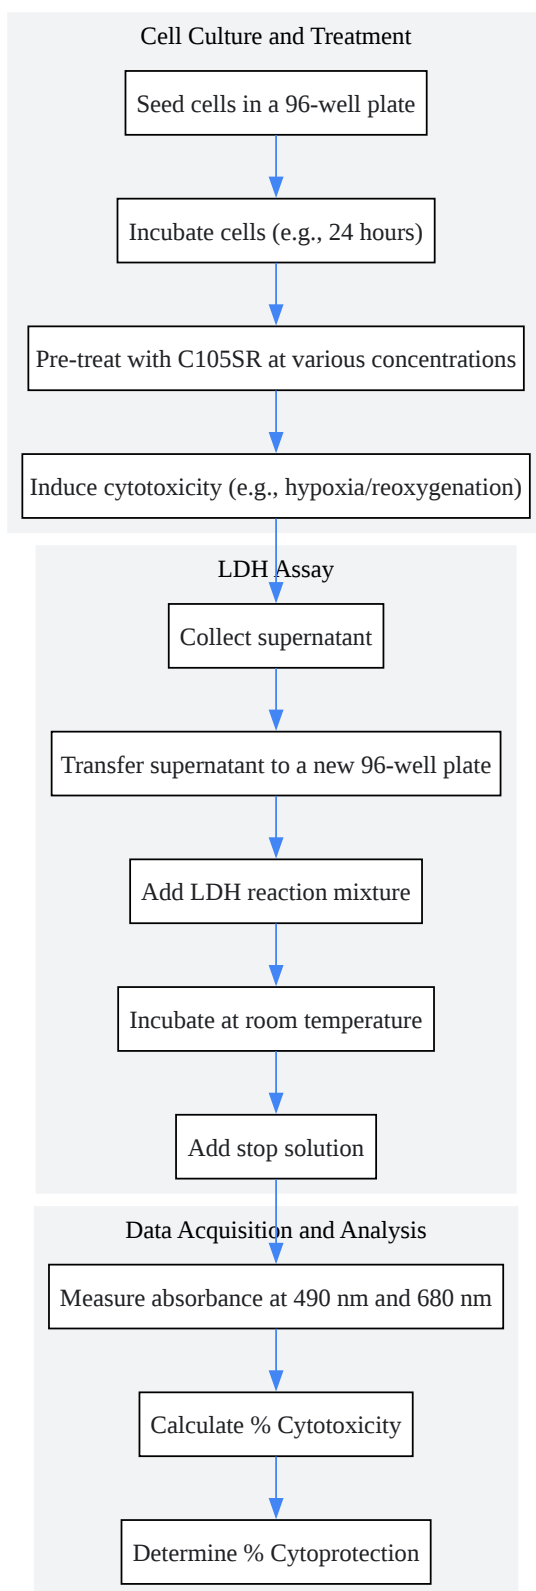 Cell Culture and Treatment
Seed cells in a 96-well plate
Incubate cells (e.g., 24 hours)
Pre-treat with C105SR at various concentrations
Induce cytotoxicity (e.g., hypoxia/reoxygenation)
LDH Assay
Collect supernatant
Transfer supernatant to a new 96-well plate
Add LDH reaction mixture
Incubate at room temperature
Add stop solution
Data Acquisition and Analysis
Measure absorbance at 490 nm and 680 nm
Calculate % Cytotoxicity
Determine % Cytoprotection